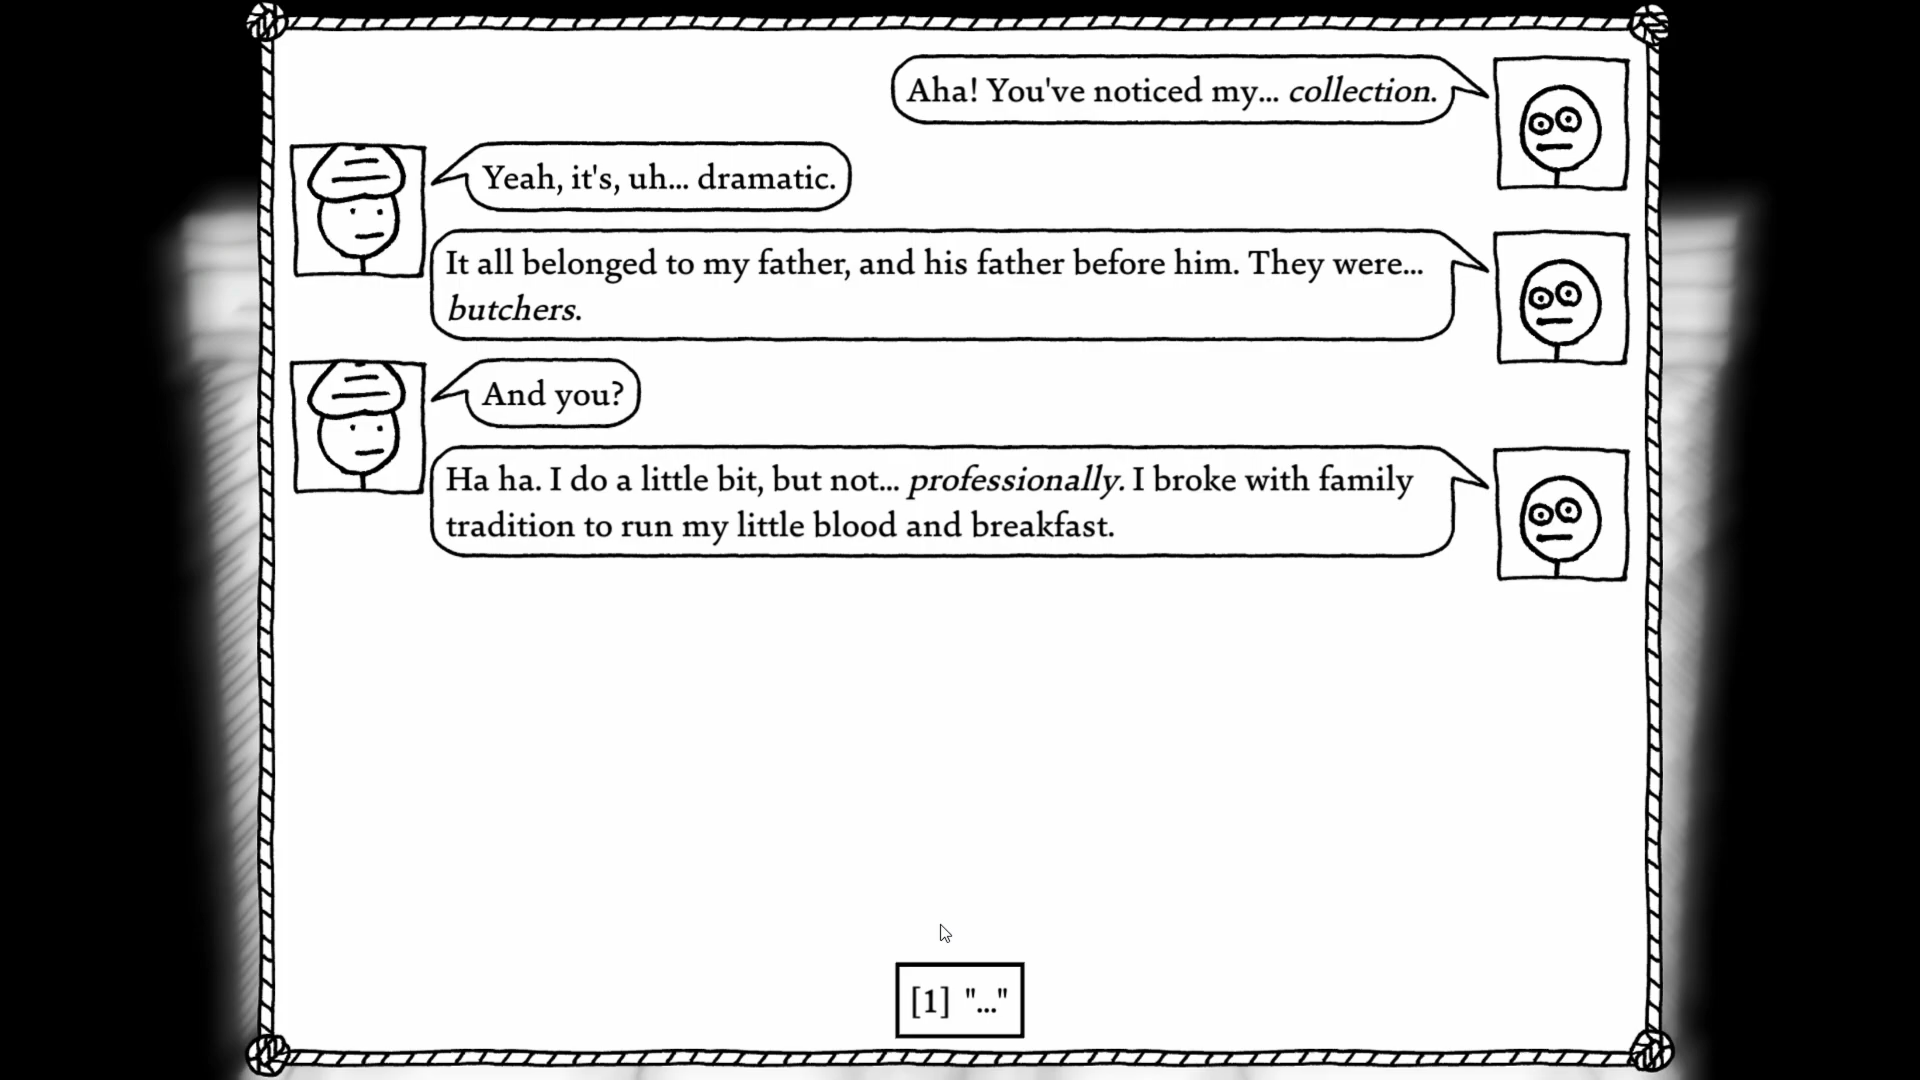 Aha! You've noticed my... collection.
Yeah, it's, uh... dramatic.
It all belonged to my father, and his father before him. They were...
butchers.
And you?
Ha ha. I do a little bit, but not... professionally. I broke with family
tradition to run my little blood and breakfast.
[1] "..."